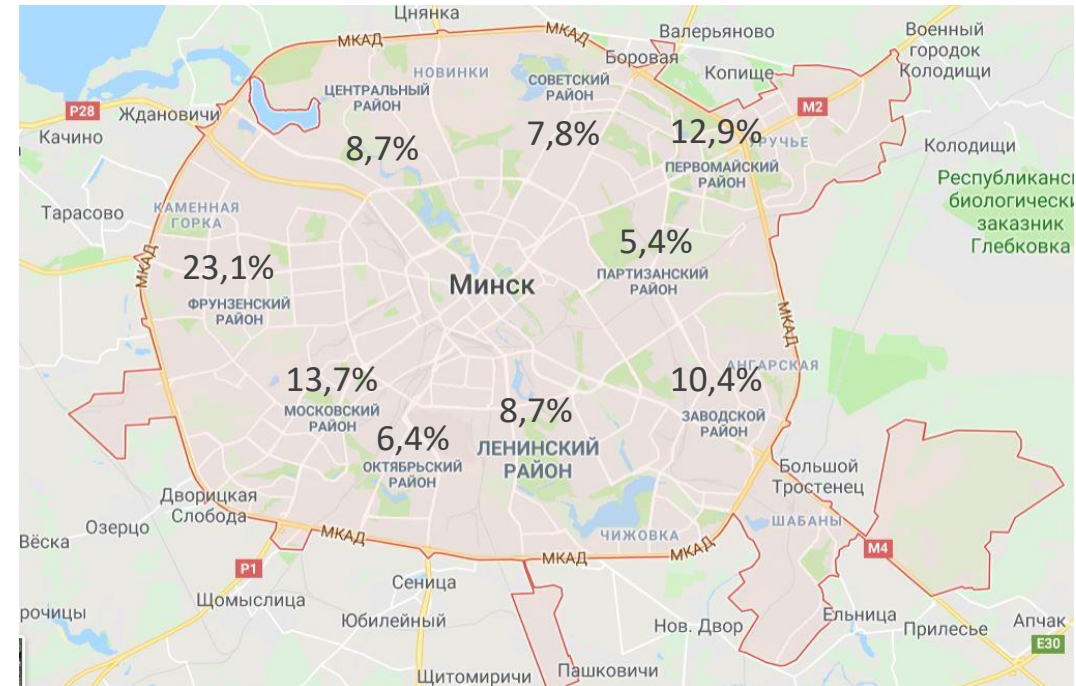 Цнянка
МКАД
МКАД
Валерьяново
Военный
городок
Колодищи
Боровая
Копище
НОВИНКИ
СОВЕТСКИЙ
РАЙОН
ЦЕНТРАЛЬНЫЙ
РАЙОН
P28
Ждановичи
M2
Качино
8,7%
7,8%
12,9%
ПЕРВОМАЙСКИЙ
РАЙОН
Колодищи
Тарасово
КАМЕННАЯ
ГОРКА
биологически
заказник
Глебковка
МКАД
23,1%
ФРУНЗЕНСКИЙ
РАЙОН
Минск
5,4%
ПАРТИЗАНСКИЙ
РАЙОН
МКАД
АНГАРСКАЯ
13,7%
МОСКОВСКИЙ
РАЙОН
6,4%
ОКТЯБРЬСКИЙ
РАЙОН
8,7%
ЛЕНИНСКИЙ
РАЙОН
10,4%
ЗАВОДСКОЙ
РАЙОН
Большой
Тростенец
Дворицкая
Слобода
Озерцо
Вёска
МКАД
МКАД
ЧИЖОВКА
МКАД
ШАБАНЫ
M4
P1
Щомыслица
Сеница
Юбилейный
Нов. Двор
Ельница
Прилесье
Апчак
E30
Щитомиричи
Пашковичи